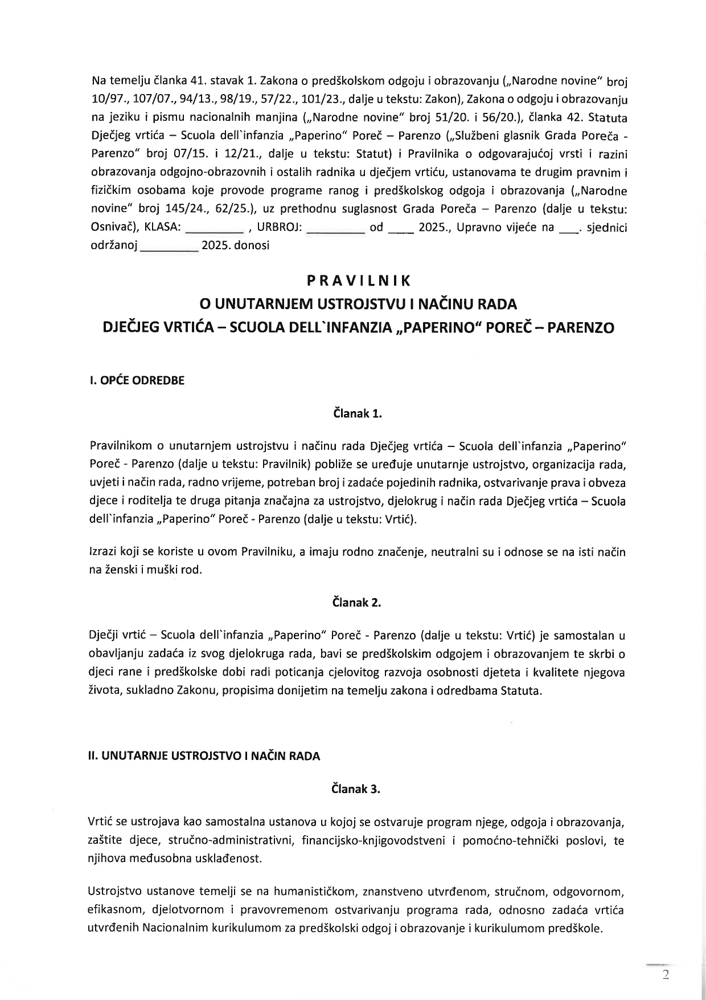 Na temelju članka 41. stavak 1. Zakona o predškolskom odgoju i obrazovanju („Narodne novine“ broj
10/97., 107/07., 94/13., 98/19., 57/22., 101/23., dalje u tekstu: Zakon), Zakona o odgoju i obrazovanju
na jeziku i pismu nacionalnih manjina („Narodne novine“ broj 51/20. i 56/20.), članka 42. Statuta
Dječjeg vrtića – Scuola dell`infanzia „Paperino“ Poreč – Parenzo („Službeni glasnik Grada Poreča -
Parenzo“ broj 07/15. i 12/21., dalje u tekstu: Statut) i Pravilnika o odgovarajućoj vrsti i razini
obrazovanja odgojno-obrazovnih i ostalih radnika u dječjem vrtiću, ustanovama te drugim pravnim i
fizičkim osobama koje provode programe ranog i predškolskog odgoja i obrazovanja („Narodne
novine“ broj 145/24., 62/25.), uz prethodnu suglasnost Grada Poreča – Parenzo (dalje u tekstu:
Osnivač), KLASA: _________ , URBROJ: _________ od ____ 2025., Upravno vijeće na ___. sjednici
održanoj _________ 2025. donosi
P R A V I L N I K
O UNUTARNJEM USTROJSTVU I NAČINU RADA
DJEČJEG VRTIĆA – SCUOLA DELL`INFANZIA „PAPERINO“ POREČ – PARENZO
I. OPĆE ODREDBE
Članak 1.
Pravilnikom o unutarnjem ustrojstvu i načinu rada Dječjeg vrtića – Scuola dell`infanzia „Paperino“
Poreč - Parenzo (dalje u tekstu: Pravilnik) pobliže se uređuje unutarnje ustrojstvo, organizacija rada,
uvjeti i način rada, radno vrijeme, potreban broj i zadaće pojedinih radnika, ostvarivanje prava i obveza
djece i roditelja te druga pitanja značajna za ustrojstvo, djelokrug i način rada Dječjeg vrtića – Scuola
dell`infanzia „Paperino“ Poreč - Parenzo (dalje u tekstu: Vrtić).
Izrazi koji se koriste u ovom Pravilniku, a imaju rodno značenje, neutralni su i odnose se na isti način
na ženski i muški rod.
Članak 2.
Dječji vrtić – Scuola dell`infanzia „Paperino“ Poreč - Parenzo (dalje u tekstu: Vrtić) je samostalan u
obavljanju zadaća iz svog djelokruga rada, bavi se predškolskim odgojem i obrazovanjem te skrbi o
djeci rane i predškolske dobi radi poticanja cjelovitog razvoja osobnosti djeteta i kvalitete njegova
života, sukladno Zakonu, propisima donijetim na temelju zakona i odredbama Statuta.
II. UNUTARNJE USTROJSTVO I NAČIN RADA
Članak 3.
Vrtić se ustrojava kao samostalna ustanova u kojoj se ostvaruje program njege, odgoja i obrazovanja,
zaštite djece, stručno-administrativni, financijsko-knjigovodstveni i pomoćno-tehnički poslovi, te
njihova međusobna usklađenost.
Ustrojstvo ustanove temelji se na humanističkom, znanstveno utvrđenom, stručnom, odgovornom,
efikasnom, djelotvornom i pravovremenom ostvarivanju programa rada, odnosno zadaća vrtića
utvrđenih Nacionalnim kurikulumom za predškolski odgoj i obrazovanje i kurikulumom predškole.
2